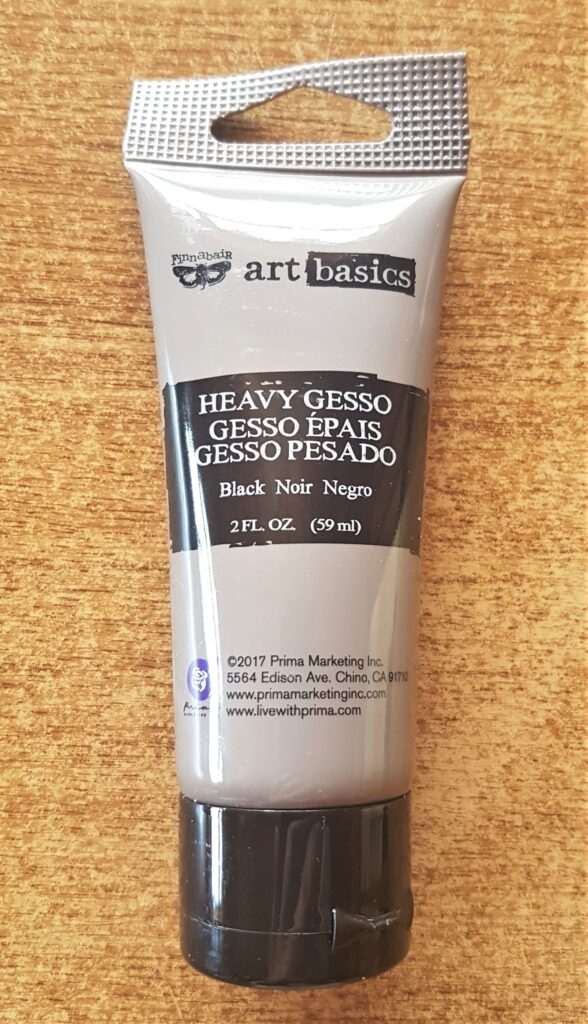 Finnabair
art basics
HEAVY GESSO
GESSO ÉPAIS
GESSO PESADO
Black Noir Negro
2 FL. OZ. (59 ml)
©2017 Prima Marketing Inc.
5564 Edison Ave. Chino, CA 91710
www.primamarketinginc.com
www.livewithprima.com
Prima